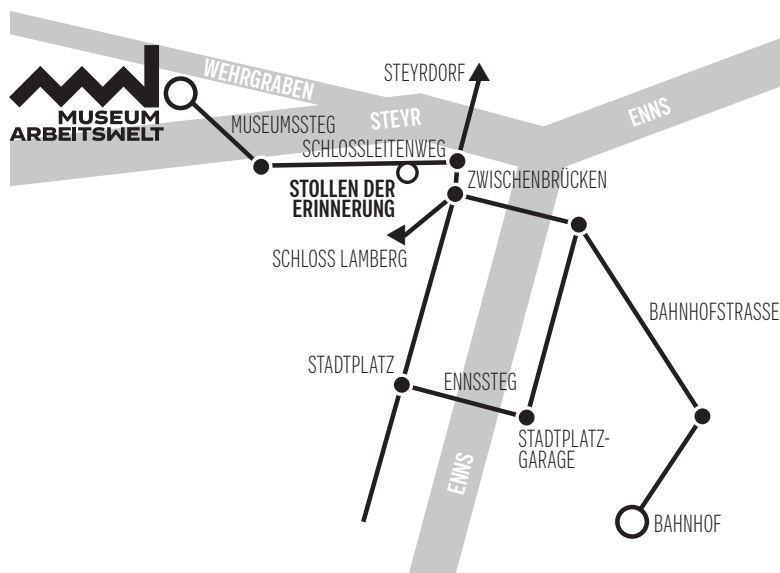 WEHRGRABEN
STEYRDORF
ENNS
MUSEUM
ARBEITSWELT
MUSEUMSSTEG
STEYR
SCHLOSSLEITENWEG
STOLLEN DER
ERINNERUNG
ZWISCHENBRÜCKEN
SCHLOSS LAMBERG
BAHNHOFSTRASSE
STADTPLATZ
ENNSSTEG
STADTPLATZ-
GARAGE
ENNS
BAHNHOF